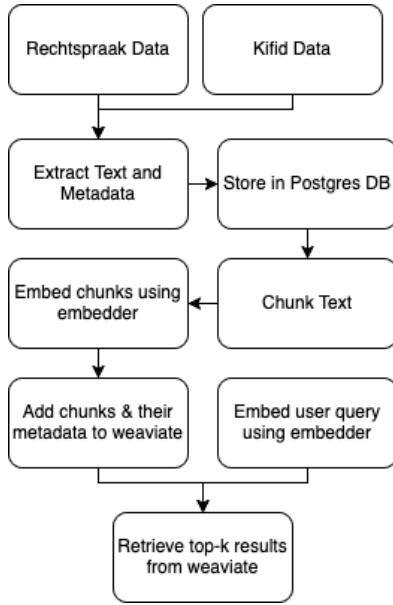 Rechtspraak Data
Kifid Data
Extract Text and
Metadata
Store in Postgres DB
Embed chunks using
embedder
Chunk Text
Add chunks & their
metadata to weaviate
Embed user query
using embedder
Retrieve top-k results
from weaviate